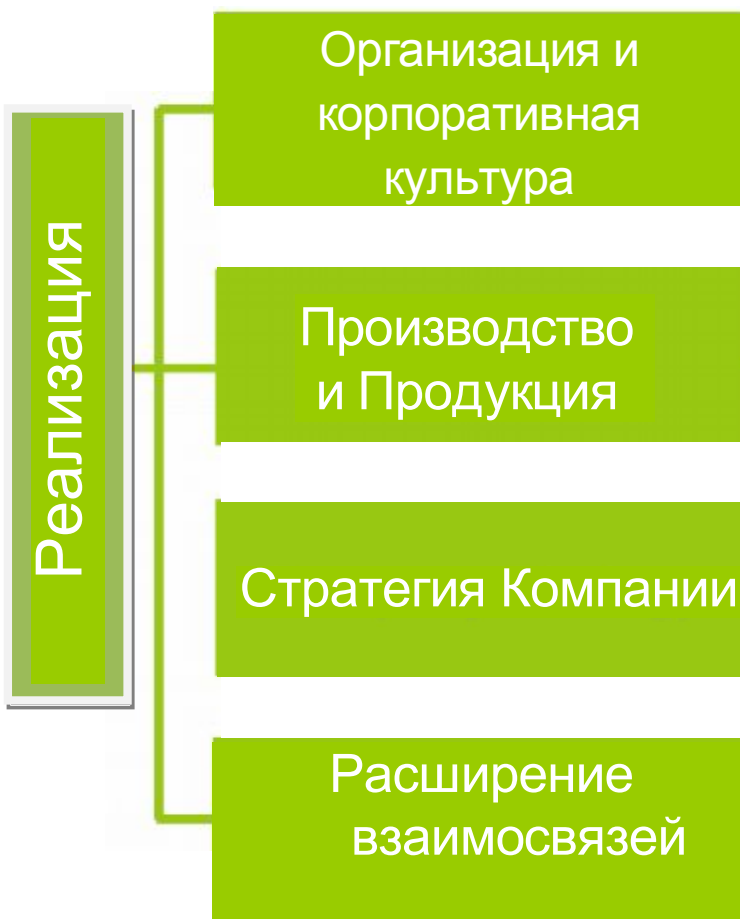 Реализация
Организация и
корпоративная
культура
Производство
и Продукция
Стратегия Компании
Расширение
взаимосвязей